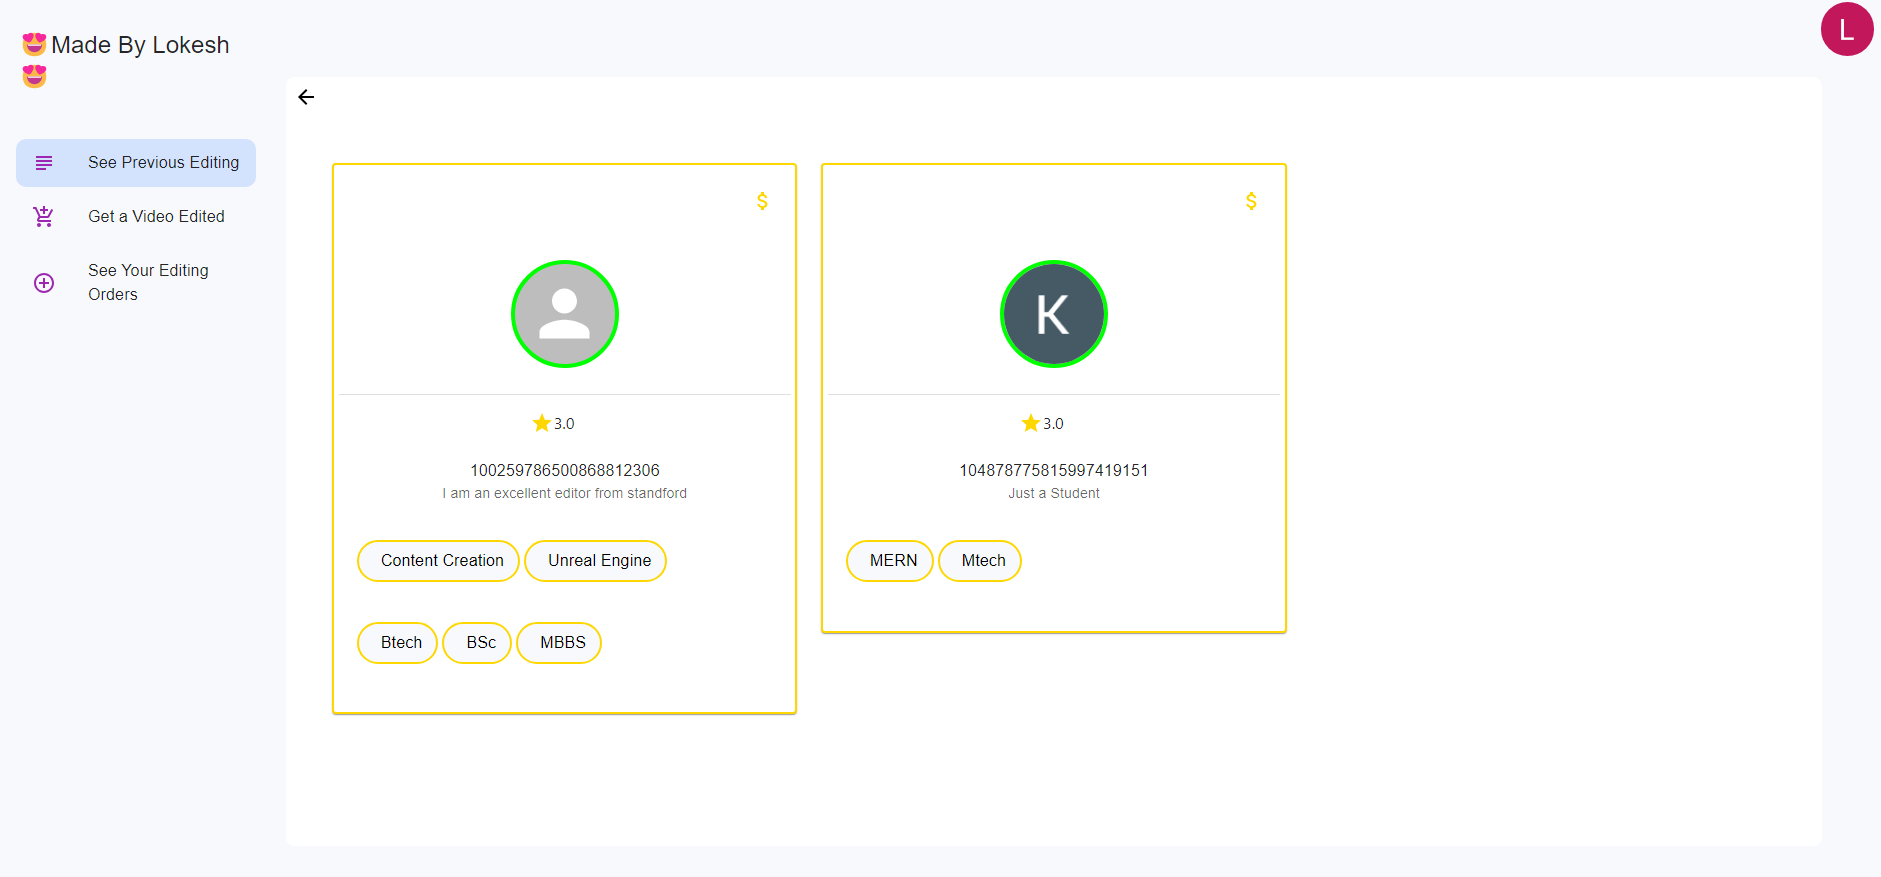 😍Made By Lokesh
😍
L
See Previous Editing
Get a Video Edited
See Your Editing
Orders
$
K
$
3.0
100259786500868812306
I am an excellent editor from standford
Content Creation
Unreal Engine
Btech
BSc
MBBS
3.0
104878775815997419151
Just a Student
MERN
Mtech